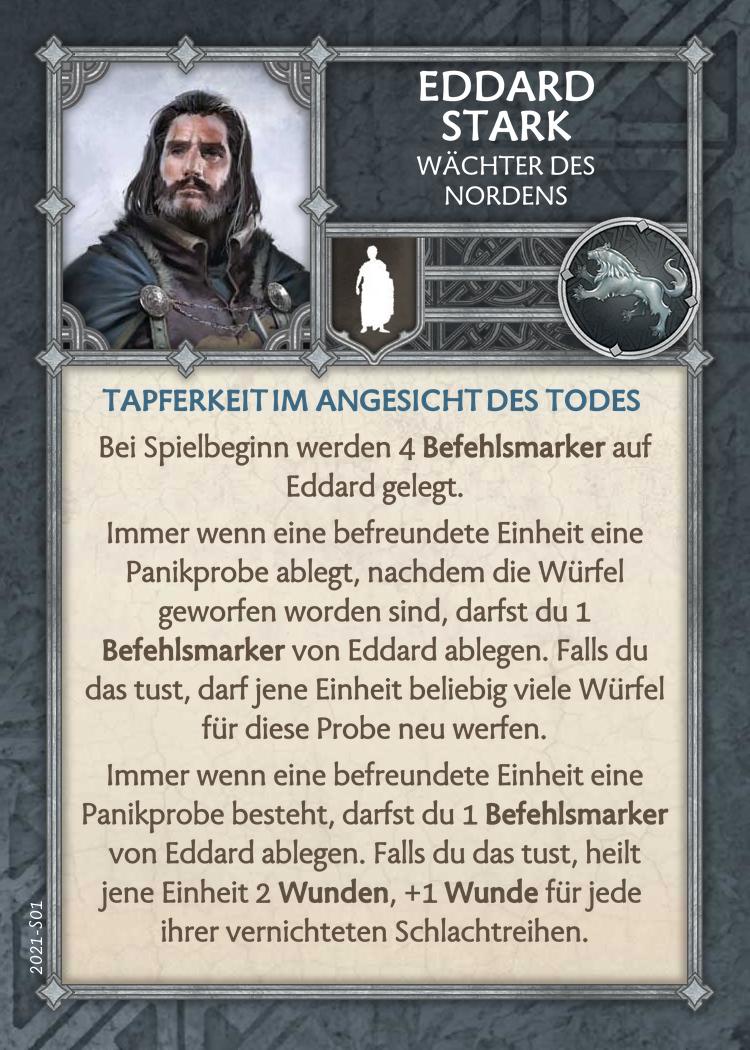 EDDARD
STARK
WÄCHTER DES
NORDENS
TAPFERKEIT IM ANGESICHT DES TODES
Bei Spielbeginn werden 4 Befehlsmarker auf
Eddard gelegt.
Immer wenn eine befreundete Einheit eine
Panikprobe ablegt, nachdem die Würfel
geworfen worden sind, darfst du 1
Befehlsmarker von Eddard ablegen. Falls du
das tust, darf jene Einheit beliebig viele Würfel
für diese Probe neu werfen.
Immer wenn eine befreundete Einheit eine
Panikprobe besteht, darfst du 1 Befehlsmarker
von Eddard ablegen. Falls du das tust, heilt
jene Einheit 2 Wunden, +1 Wunde für jede
ihrer vernichteten Schlachtreihen.
2021-S01